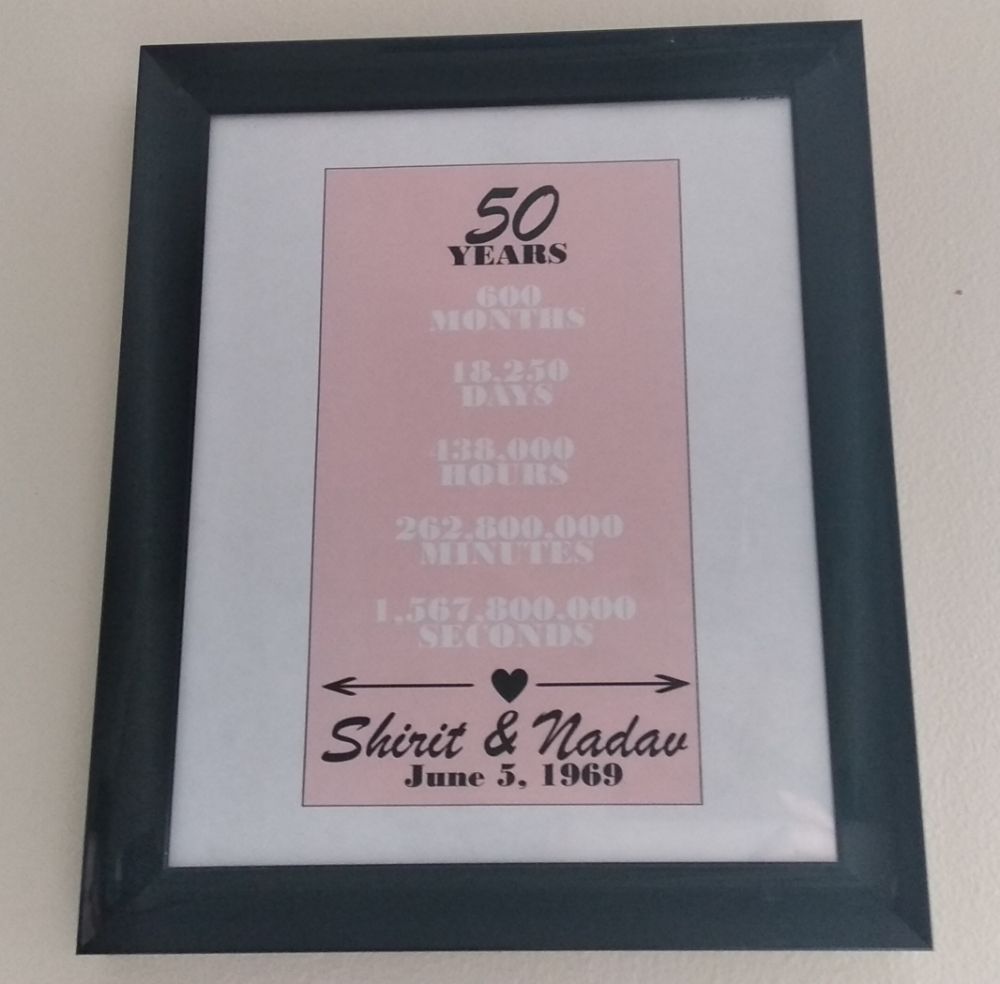 50
YEARS
600
MONTHS
18.250
DAYS
438.000
HOURS
262.800.000
MINUTES
1.567.800.000
SECONDS
Shirit & Nadav
June 5, 1969